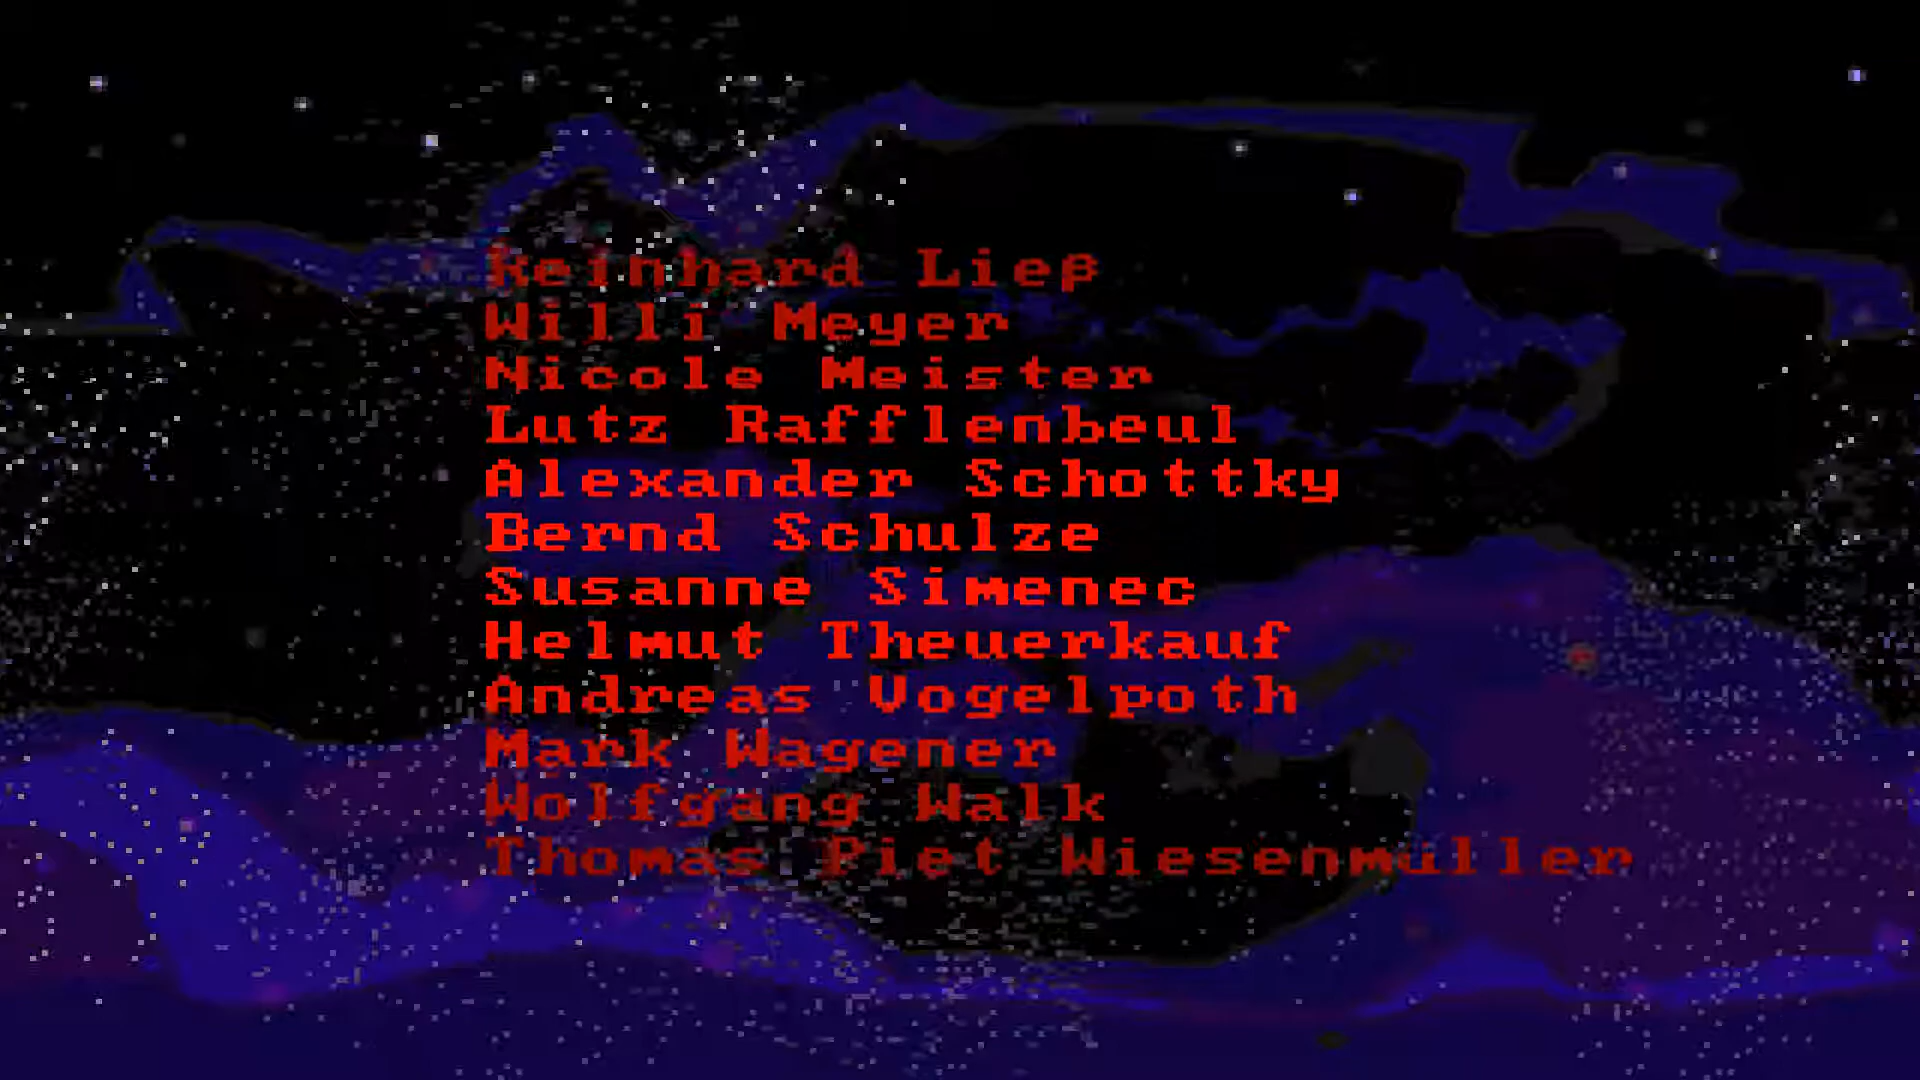 Reinhard Ließ
Willi Meyer
Nicole Meister
Lutz Rafflenbeul
Alexander Schottky
Bernd Schulze
Susanne Simenec
Helmut Theuerkauf
Andreas Vogelpoth
Mark Wagener
Wolfgang Walk
Thomas Piet Wiesenmüller